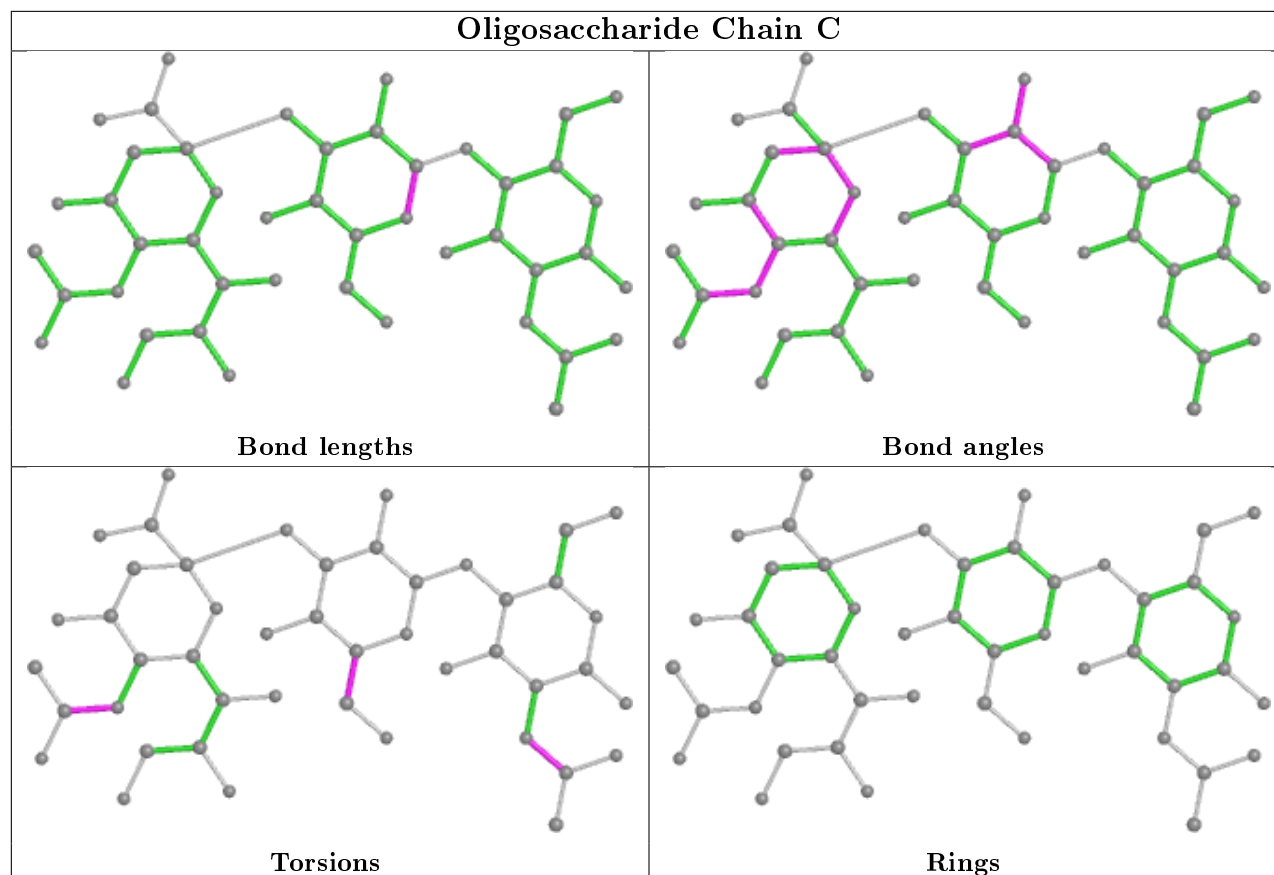 Oligosaccharide Chain C
Bond lengths
Bond angles
Torsions
Rings